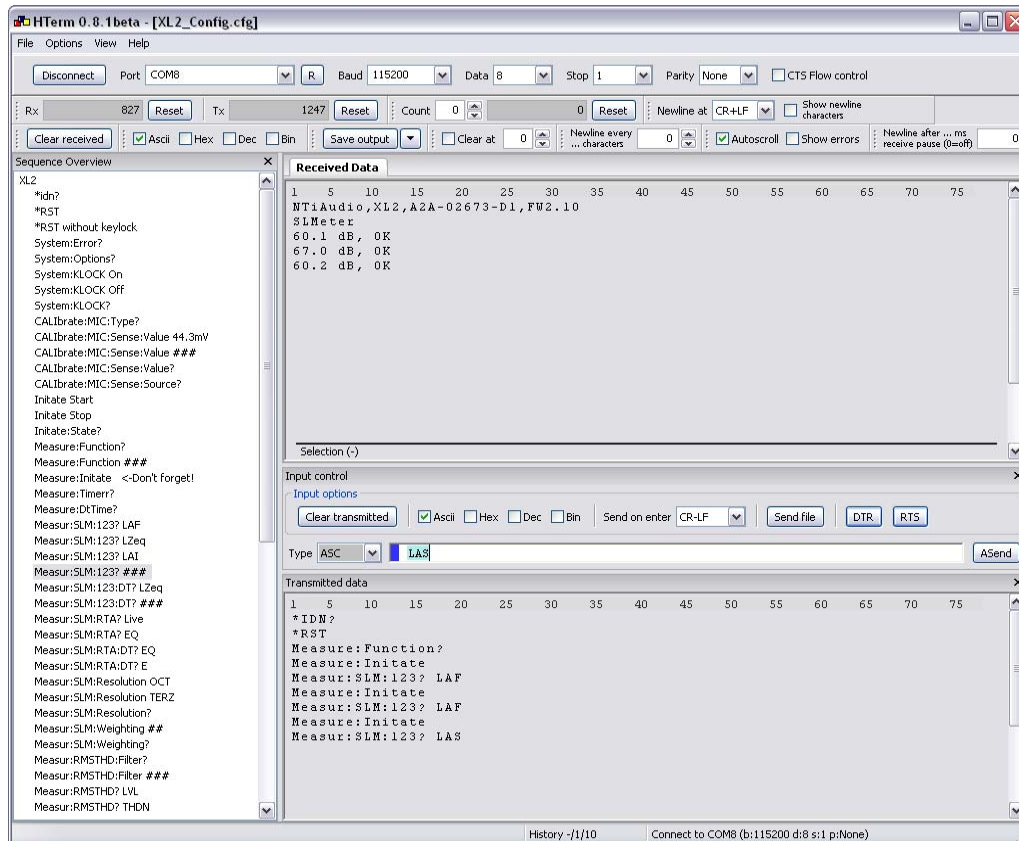 HTerm 0.8.1beta - [XL2_Config.cfg]
File Options View Help
Disconnect Port COM8 R Baud 115200 Data 8 Stop 1 Parity None CTS Flow control
Rx 827 Reset Tx 1247 Reset Count 0 0 Reset Newline at CR+LF Show newline characters
Clear received Ascii Hex Dec Bin Save output Clear at 0 Newline every ... characters 0 Autoscroll Show errors Newline after ... ms receive pause (0=off) 0
Sequence Overview
XL2
*idn?
*RST
*RST without keylock
System:Error?
System:Options?
System:KLOCK On
System:KLOCK Off
System:KLOCK?
CALIbrate:MIC:Type?
CALIbrate:MIC:Sense:Value 44.3mV
CALIbrate:MIC:Sense:Value ###
CALIbrate:MIC:Sense:Value?
CALIbrate:MIC:Sense:Source?
Initate Start
Initate Stop
Initate:State?
Measure:Function?
Measure:Function ###
Measure:Initate <-Don't forget!
Measure:Timerr?
Measure:DtTime?
Measur:SLM:123? LAF
Measur:SLM:123? LZeq
Measur:SLM:123? LAI
Measur:SLM:123? ###
Measur:SLM:123:DT? LZeq
Measur:SLM:123:DT? ###
Measur:SLM:RTA? Live
Measur:SLM:RTA? EQ
Measur:SLM:RTA:DT? EQ
Measur:SLM:RTA:DT? E
Measur:SLM:Resolution OCT
Measur:SLM:Resolution TERZ
Measur:SLM:Resolution?
Measur:SLM:Weighting ##
Measur:SLM:Weighting?
Measur:RMSTHD:Filter?
Measur:RMSTHD:Filter ###
Measur:RMSTHD? LVL
Measur:RMSTHD? THDN
Received Data
1 5 10 15 20 25 30 35 40 45 50 55 60 65 70 75
NTiAudio,XL2,A2A-02673-D1,FW2.10
SLMeter
60.1 dB, OK
67.0 dB, OK
60.2 dB, OK
Selection (-)
Input control
Input options
Clear transmitted Ascii Hex Dec Bin Send on enter CR-LF Send file DTR RTS
Type ASC LAS ASend
Transmitted data
1 5 10 15 20 25 30 35 40 45 50 55 60 65 70 75
*IDN?
*RST
Measure:Function?
Measure:Initate
Measur:SLM:123? LAF
Measure:Initate
Measur:SLM:123? LAF
Measure:Initate
Measur:SLM:123? LAS
History -/1/10 Connect to COM8 (b:115200 d:8 s:1 p:None)